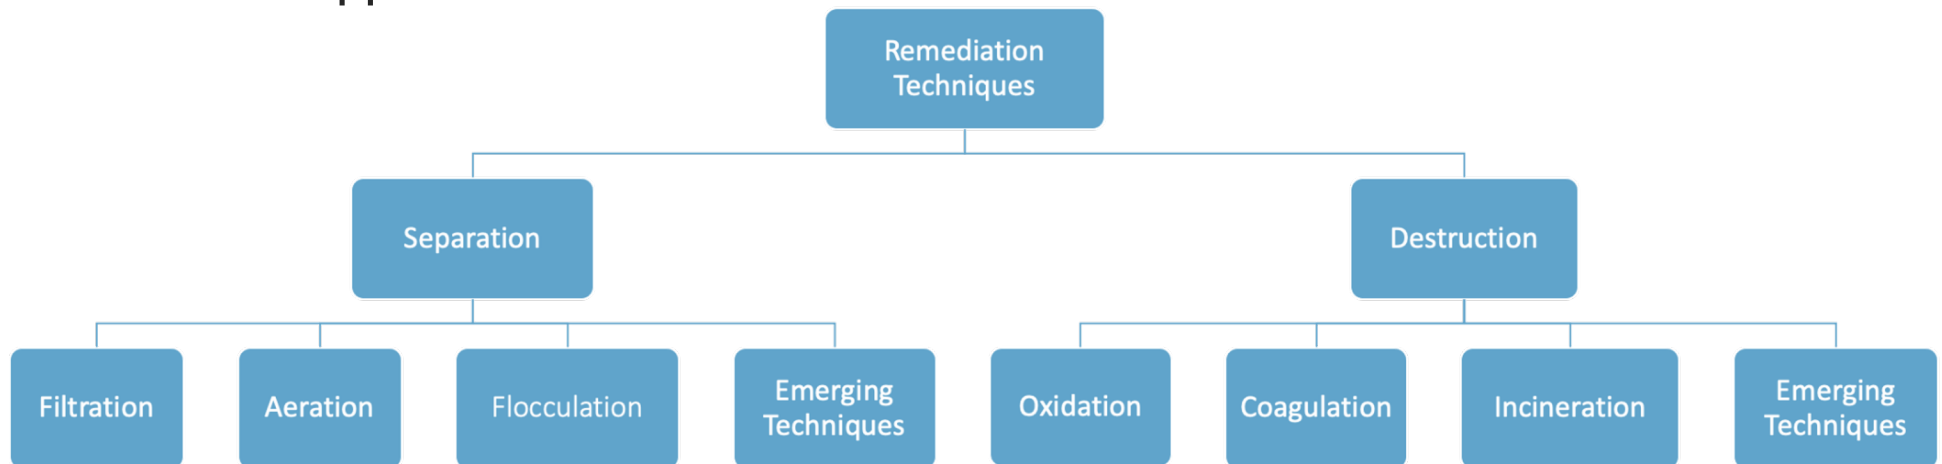 Remediation
Techniques
Separation
Destruction
Filtration
Aeration
Flocculation
Emerging
Techniques
Oxidation
Coagulation
Incineration
Emerging
Techniques